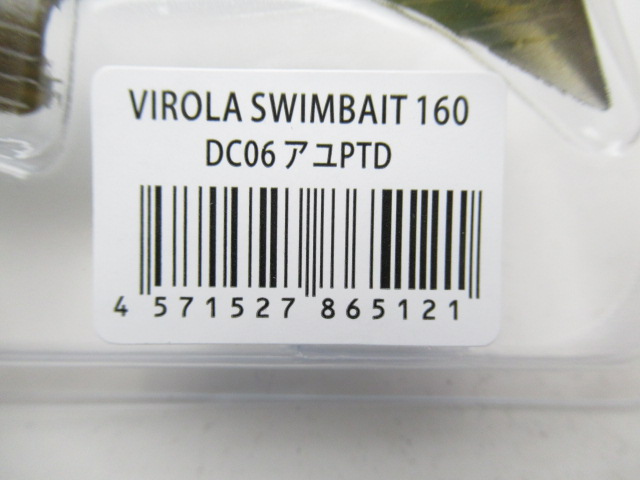 VIROLA SWIMBAIT 160
DC06 アユPTD
4 571527 865121